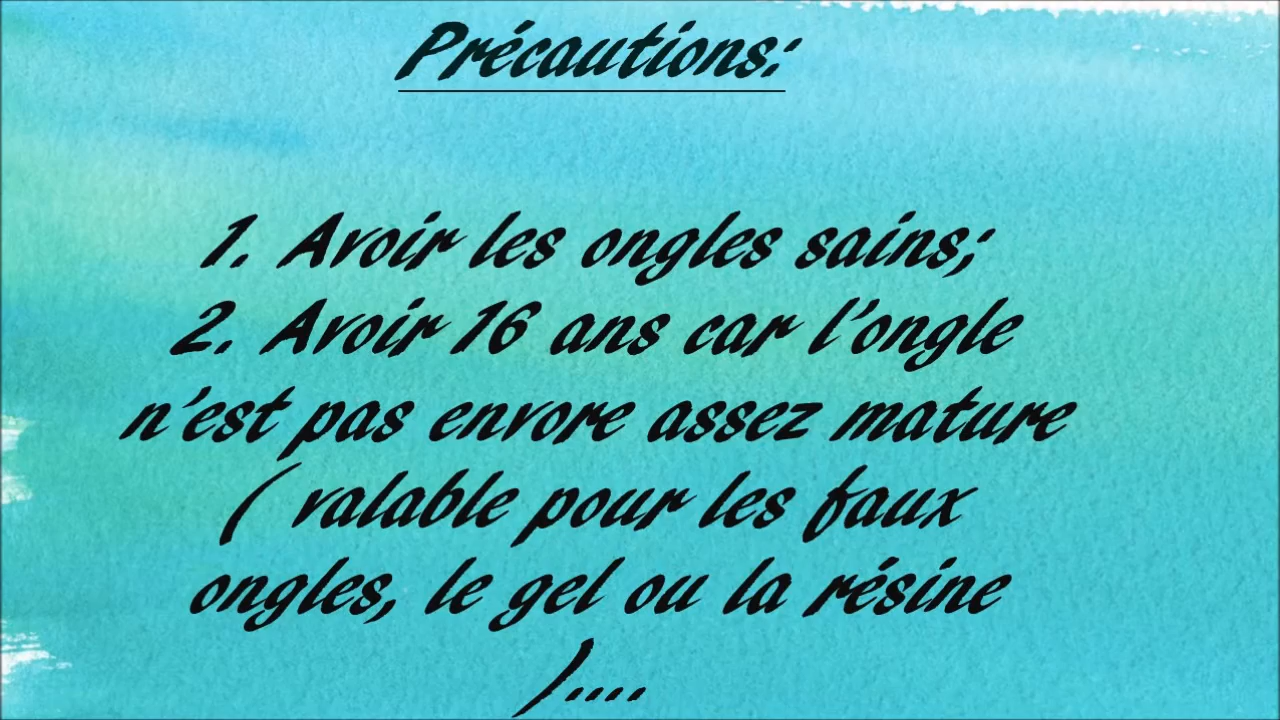 Précautions:
1. Avoir les ongles sains;
2. Avoir 16 ans car l'ongle
n'est pas envore assez mature
( valable pour les faux
ongles, le gel ou la résine
)....